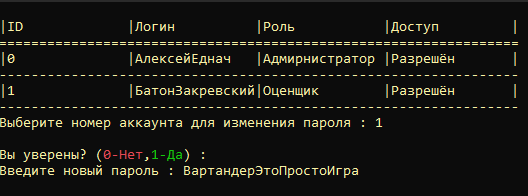 |ID |Логин |Роль |Доступ |
=================================================================
|0 |АлексейЕднач |Адмирнистратор |Разрешён |
-----------------------------------------------------------------
|1 |БатонЗакревский|Оценщик |Разрешён |
-----------------------------------------------------------------
Выберите номер аккаунта для изменения пароля : 1
Вы уверены? (0-Нет,1-Да) :
Введите новый пароль : ВартандерЭтоПростоИгра